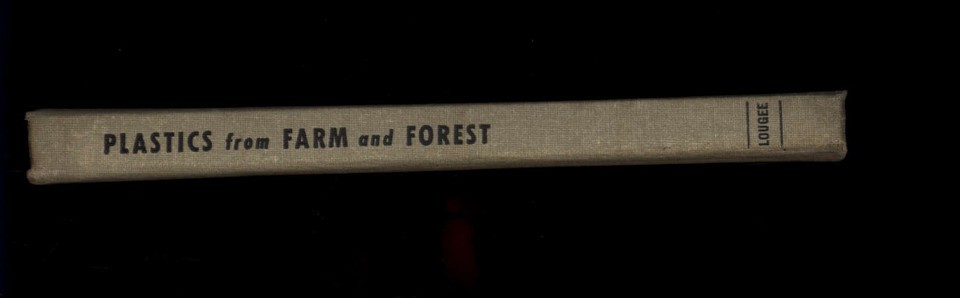 PLASTICS from FARM and FOREST
LOUGEE